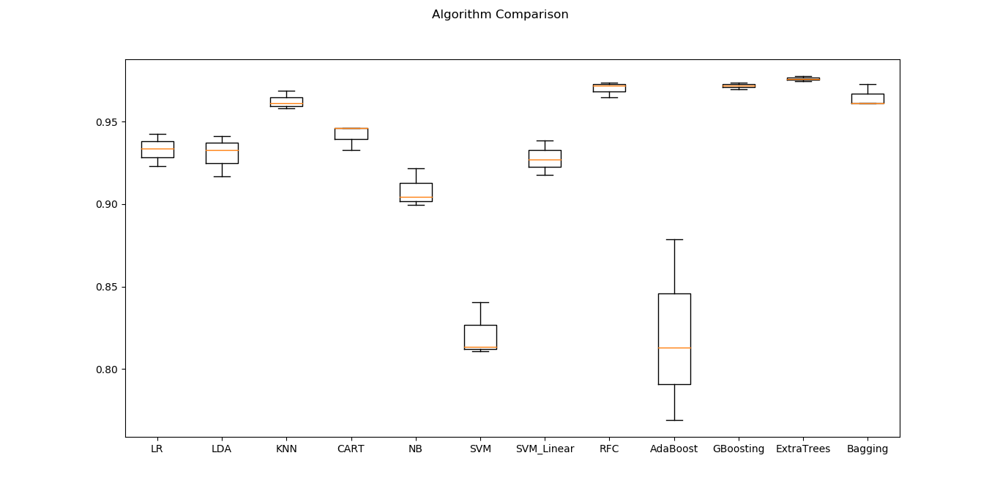 Algorithm Comparison
0.95
0.90
0.85
0.80
LR LDA KNN CART NB SVM SVM_Linear RFC AdaBoost GBoosting ExtraTrees Bagging